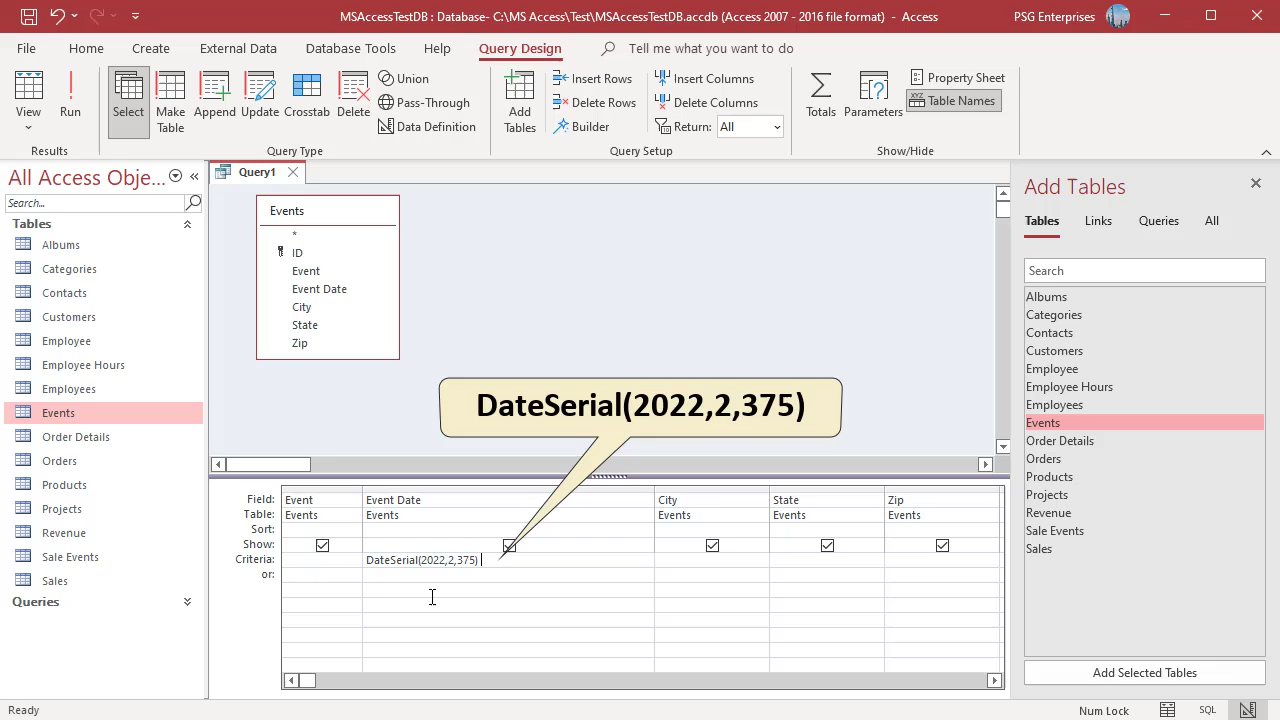 MSAccessTestDB : Database- C:\MS Access\Test\MSAccessTestDB.accdb (Access 2007 - 2016 file format) - Access
PSG Enterprises
File
Home
Create
External Data
Database Tools
Help
Query Design
Tell me what you want to do
View
Run
Results
Select
Make
Table
Append
Update
Crosstab
Delete
Union
Pass-Through
Data Definition
Query Type
Add
Tables
Insert Rows
Delete Rows
Builder
Insert Columns
Delete Columns
Return: All
Query Setup
Totals
Parameters
Property Sheet
XYZ
Table Names
Show/Hide
All Access Obje...
Search...
Tables
Albums
Categories
Contacts
Customers
Employee
Employee Hours
Employees
Events
Order Details
Orders
Products
Projects
Revenue
Sale Events
Sales
Queries
Query1
Events
*
ID
Event
Event Date
City
State
Zip
DateSerial(2022,2,375)
Field: Event Event Date City State Zip
Table: Events Events Events Events Events
Sort:
Show:
Criteria: DateSerial(2022,2,375)
or:
Add Tables
Tables Links Queries All
Search
Albums
Categories
Contacts
Customers
Employee
Employee Hours
Employees
Events
Order Details
Orders
Products
Projects
Revenue
Sale Events
Sales
Add Selected Tables
Ready
Num Lock
SQL